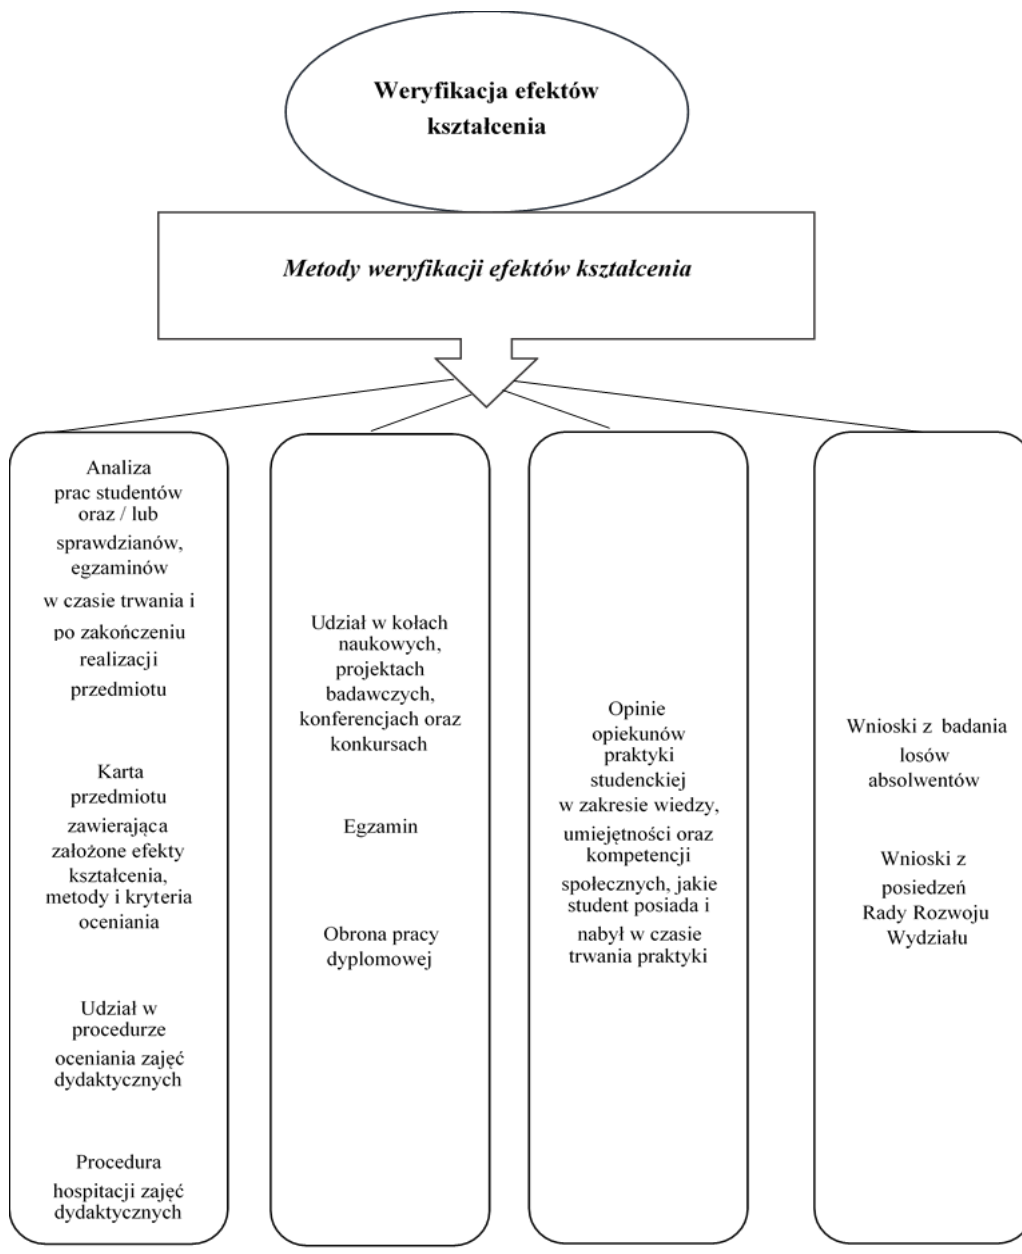 Weryfikacja efektów
kształcenia
Metody weryfikacji efektów kształcenia
Analiza
prac studentów
oraz / lub
sprawdzianów,
egzaminów
w czasie trwania i
po zakończeniu
realizacji
przedmiotu
Karta
przedmiotu
zawierająca
założone efekty
kształcenia,
metody i kryteria
oceniania
Udział w
procedurze
oceniania zajęć
dydaktycznych
Procedura
hospitacji zajęć
dydaktycznych
Udział w kołach
naukowych,
projektach
badawczych,
konferencjach oraz
konkursach
Egzamin
Obrona pracy
dyplomowej
Opinie
opiekunów
praktyki
studenckiej
w zakresie wiedzy,
umiejętności oraz
kompetencji
społecznych, jakie
student posiada i
nabył w czasie
trwania praktyki
Wnioski z badania
losów
absolwentów
Wnioski z
posiedzeń
Rady Rozwoju
Wydziału